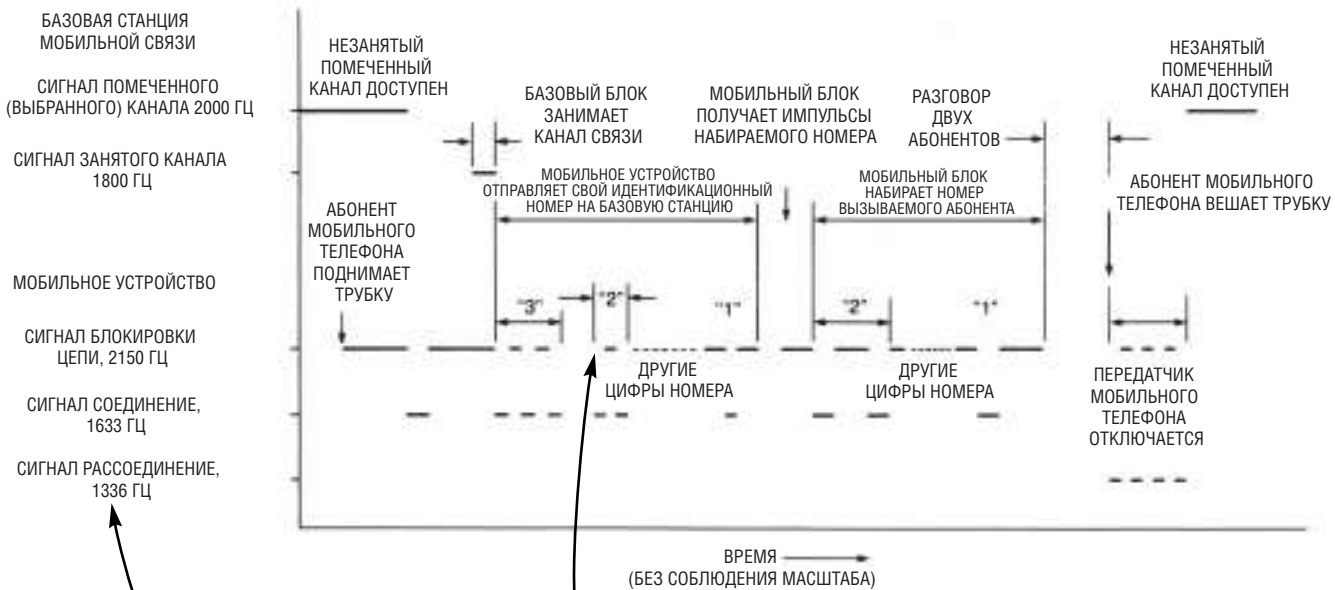 БАЗОВАЯ СТАНЦИЯ
МОБИЛЬНОЙ СВЯЗИ
СИГНАЛ ПОМЕЧЕННОГО
(ВЫБРАННОГО) КАНАЛА 2000 ГЦ
СИГНАЛ ЗАНЯТОГО КАНАЛА
1800 ГЦ
МОБИЛЬНОЕ УСТРОЙСТВО
СИГНАЛ БЛОКИРОВКИ
ЦЕПИ, 2150 ГЦ
СИГНАЛ СОЕДИНЕНИЕ,
1633 ГЦ
СИГНАЛ РАССОЕДИНЕНИЕ,
1336 ГЦ
НЕЗАНЯТЫЙ
ПОМЕЧЕННЫЙ
КАНАЛ ДОСТУПЕН
БАЗОВЫЙ БЛОК
ЗАНИМАЕТ
КАНАЛ СВЯЗИ
МОБИЛЬНЫЙ БЛОК
ПОЛУЧАЕТ ИМПУЛЬСЫ
НАБИРАЕМОГО НОМЕРА
РАЗГОВОР
ДВУХ
АБОНЕНТОВ
НЕЗАНЯТЫЙ
ПОМЕЧЕННЫЙ
КАНАЛ ДОСТУПЕН
МОБИЛЬНОЕ УСТРОЙСТВО
ОТПРАВЛЯЕТ СВОЙ ИДЕНТИФИКАЦИОННЫЙ
НОМЕР НА БАЗОВУЮ СТАНЦИЮ
МОБИЛЬНЫЙ БЛОК
НАБИРАЕТ НОМЕР
ВЫЗЫВАЕМОГО АБОНЕНТА
АБОНЕНТ МОБИЛЬНОГО
ТЕЛЕФОНА ВЕШАЕТ ТРУБКУ
АБОНЕНТ
МОБИЛЬНОГО
ТЕЛЕФОНА
ПОДНИМАЕТ
ТРУБКУ
"3"
"2"
"1"
"2"
"1"
ДРУГИЕ
ЦИФРЫ НОМЕРА
ДРУГИЕ
ЦИФРЫ НОМЕРА
ПЕРЕДАТЧИК
МОБИЛЬНОГО
ТЕЛЕФОНА
ОТКЛЮЧАЕТСЯ
ВРЕМЯ
(БЕЗ СОБЛЮДЕНИЯ МАСШТАБА)